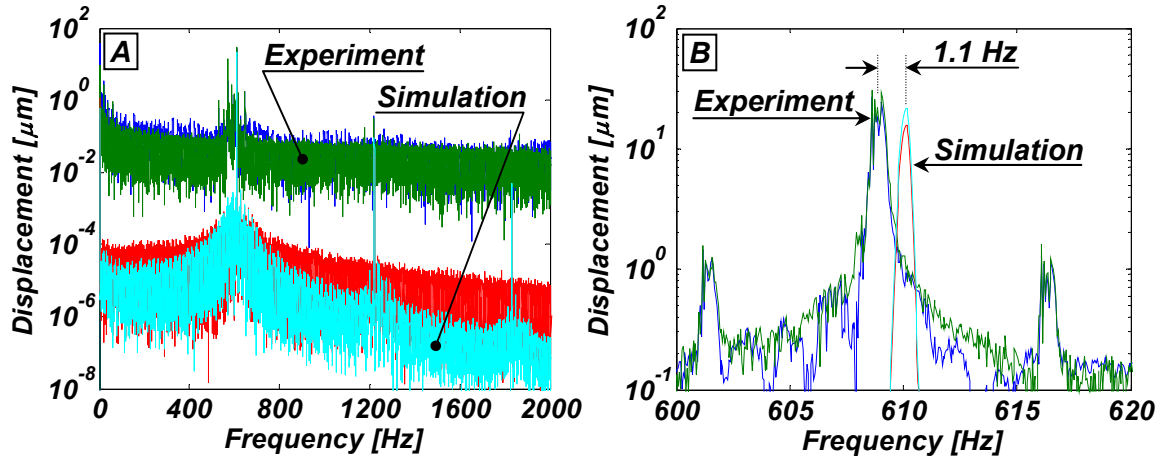 A
Experiment
Simulation
Displacement [μm]
10^2
10^0
10^-2
10^-4
10^-6
10^-8
0
400
800
1200
1600
2000
Frequency [Hz]
B
1.1 Hz
Experiment
Simulation
Displacement [μm]
10^2
10^1
10^0
10^-1
600
605
610
615
620
Frequency [Hz]